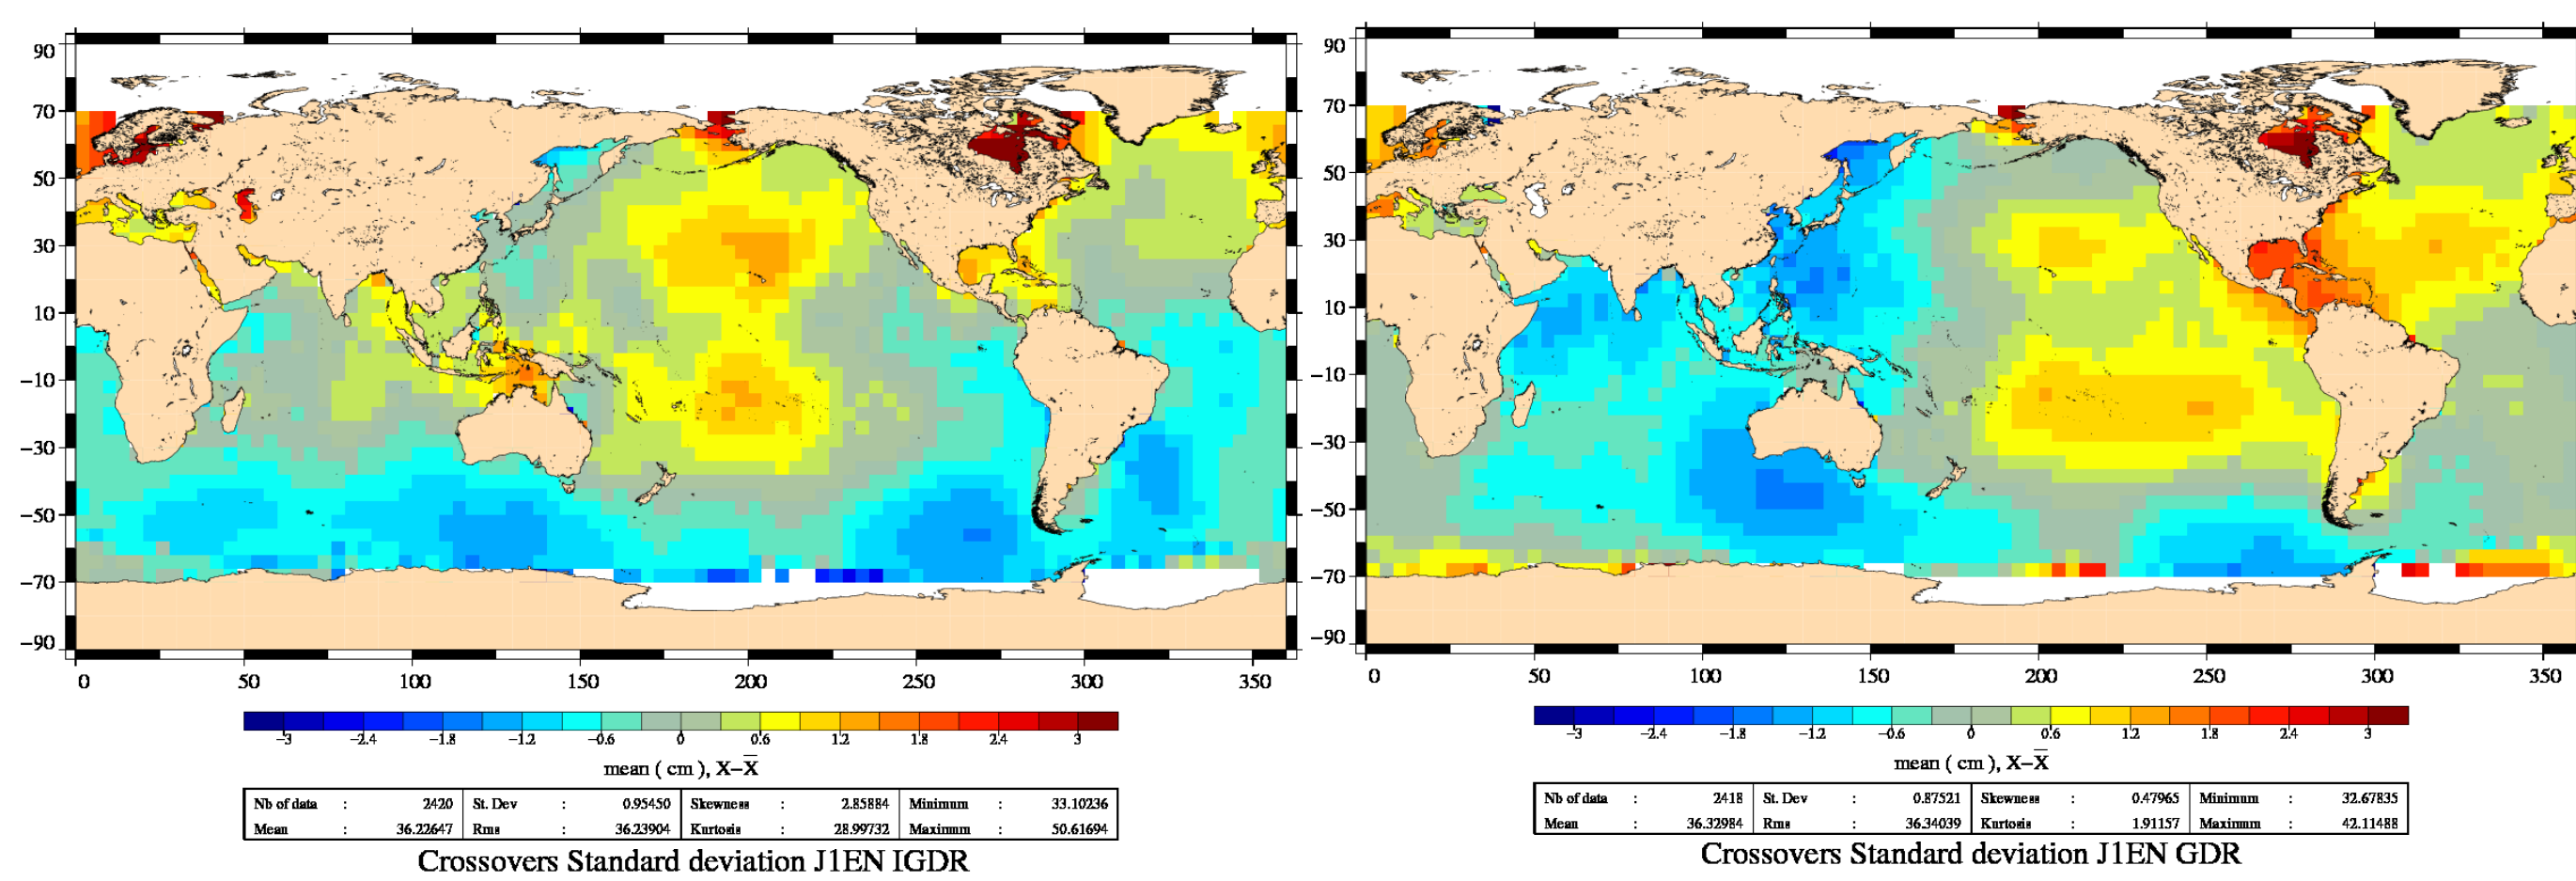 90
70
50
30
10
−10
−30
−50
−70
−90
0 50 100 150 200 250 300 350
−3 −2.4 −1.8 −1.2 −0.6 0 0.6 1.2 1.8 2.4 3
mean ( cm ), X−X̅
Nb of data : 2420 St. Dev : 0.95450 Skewness : 2.85884 Minimum : 33.10236
Mean : 36.22647 Rms : 36.23904 Kurtosis : 28.99732 Maximum : 50.61694
Crossovers Standard deviation J1EN IGDR
90
70
50
30
10
−10
−30
−50
−70
−90
0 50 100 150 200 250 300 350
−3 −2.4 −1.8 −1.2 −0.6 0 0.6 1.2 1.8 2.4 3
mean ( cm ), X−X̅
Nb of data : 2418 St. Dev : 0.87521 Skewness : 0.47965 Minimum : 32.67835
Mean : 36.32984 Rms : 36.34039 Kurtosis : 1.91157 Maximum : 42.11488
Crossovers Standard deviation J1EN GDR